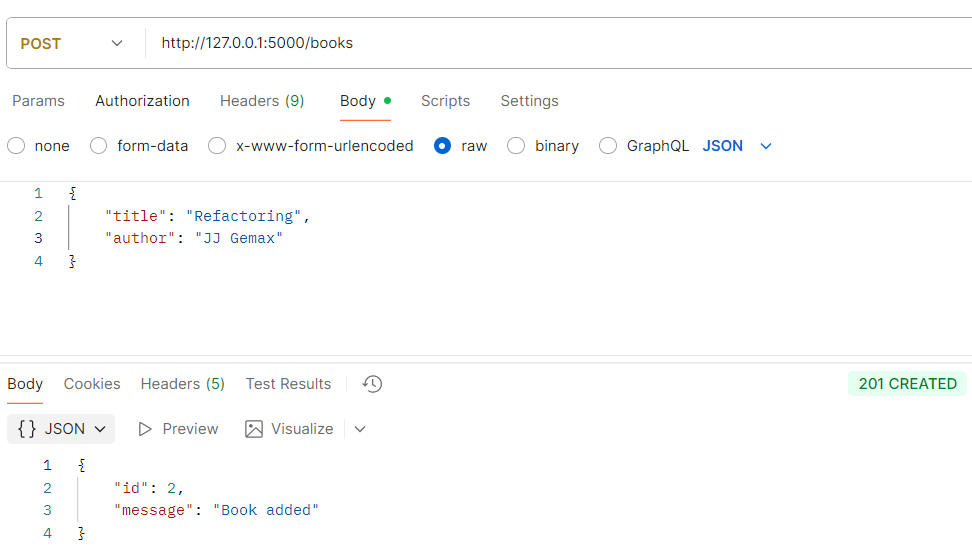 POST http://127.0.0.1:5000/books
Params Authorization Headers (9) Body Scripts Settings
none form-data x-www-form-urlencoded raw binary GraphQL JSON
1 {
2 "title": "Refactoring",
3 "author": "JJ Gemax"
4 }
Body Cookies Headers (5) Test Results 201 CREATED
{} JSON Preview Visualize
1 {
2 "id": 2,
3 "message": "Book added"
4 }